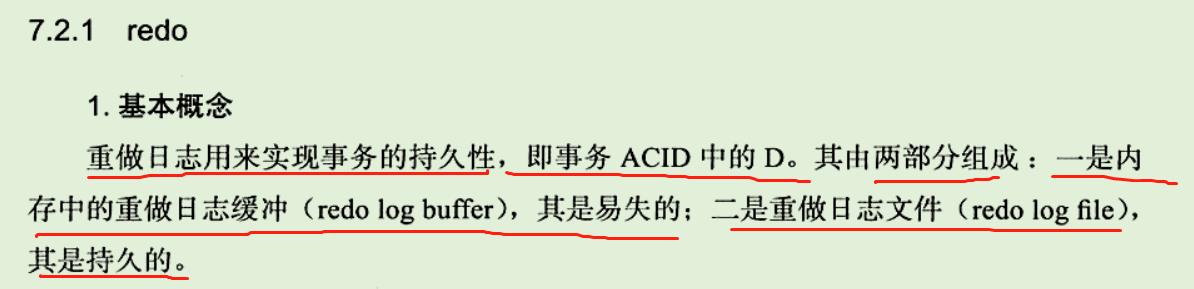 7.2.1 redo
1. 基本概念
重做日志用来实现事务的持久性，即事务 ACID 中的 D。其由两部分组成：一是内
存中的重做日志缓冲（redo log buffer），其是易失的；二是重做日志文件（redo log file），
其是持久的。